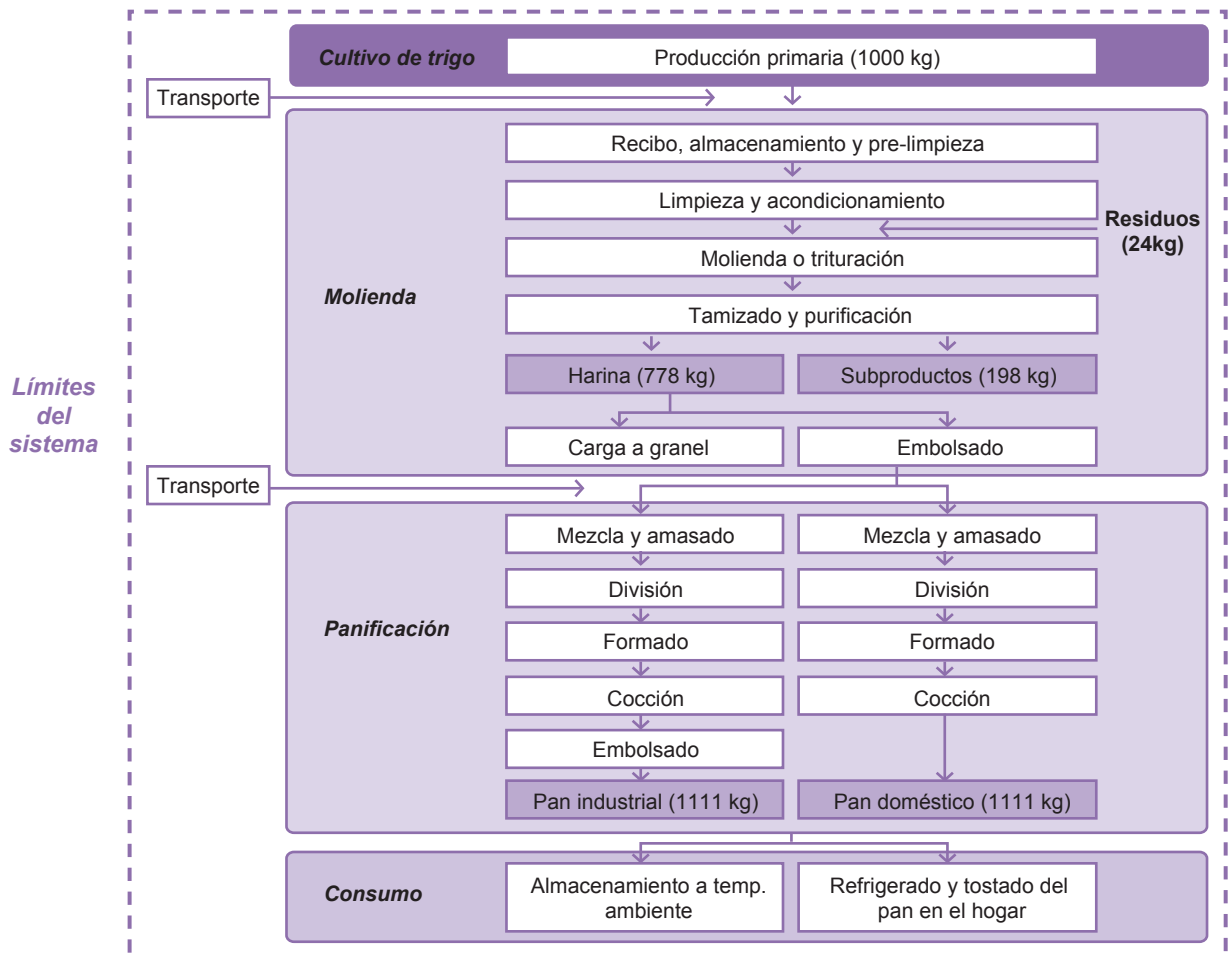 Cultivo de trigo
Producción primaria (1000 kg)
Transporte
Recibo, almacenamiento y pre-limpieza
Limpieza y acondicionamiento
Residuos
(24kg)
Molienda o trituración
Molienda
Tamizado y purificación
Harina (778 kg)
Subproductos (198 kg)
Límites
del
sistema
Carga a granel
Embolsado
Transporte
Mezcla y amasado
Mezcla y amasado
División
División
Panificación
Formado
Formado
Cocción
Cocción
Embolsado
Pan industrial (1111 kg)
Pan doméstico (1111 kg)
Consumo
Almacenamiento a temp.
ambiente
Refrigerado y tostado del
pan en el hogar